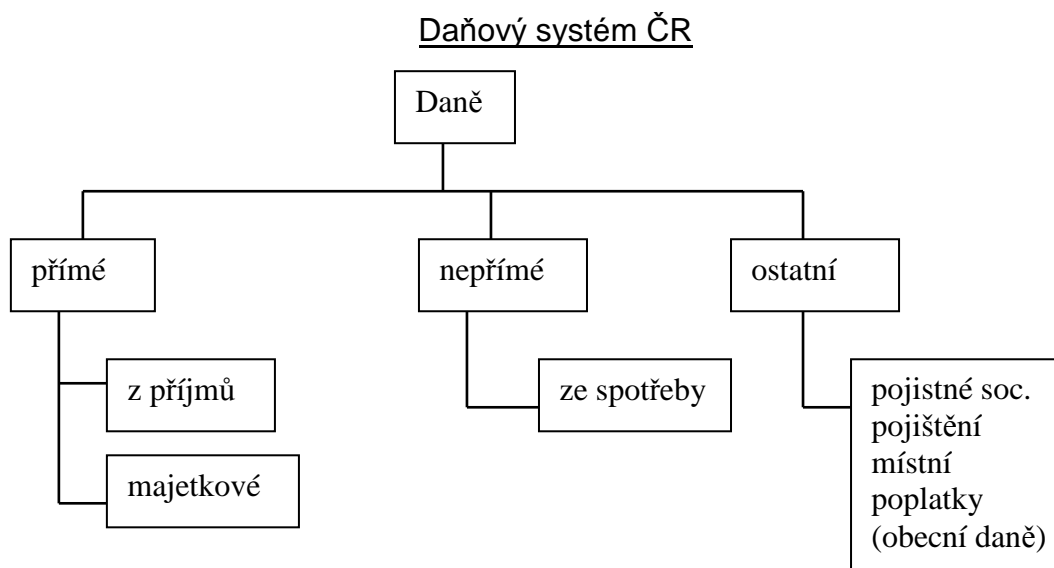 Daňový systém ČR
Daně
přímé
nepřímé
ostatní
z příjmů
ze spotřeby
pojistné soc.
pojištění
místní
poplatky
(obecní daně)
majetkové